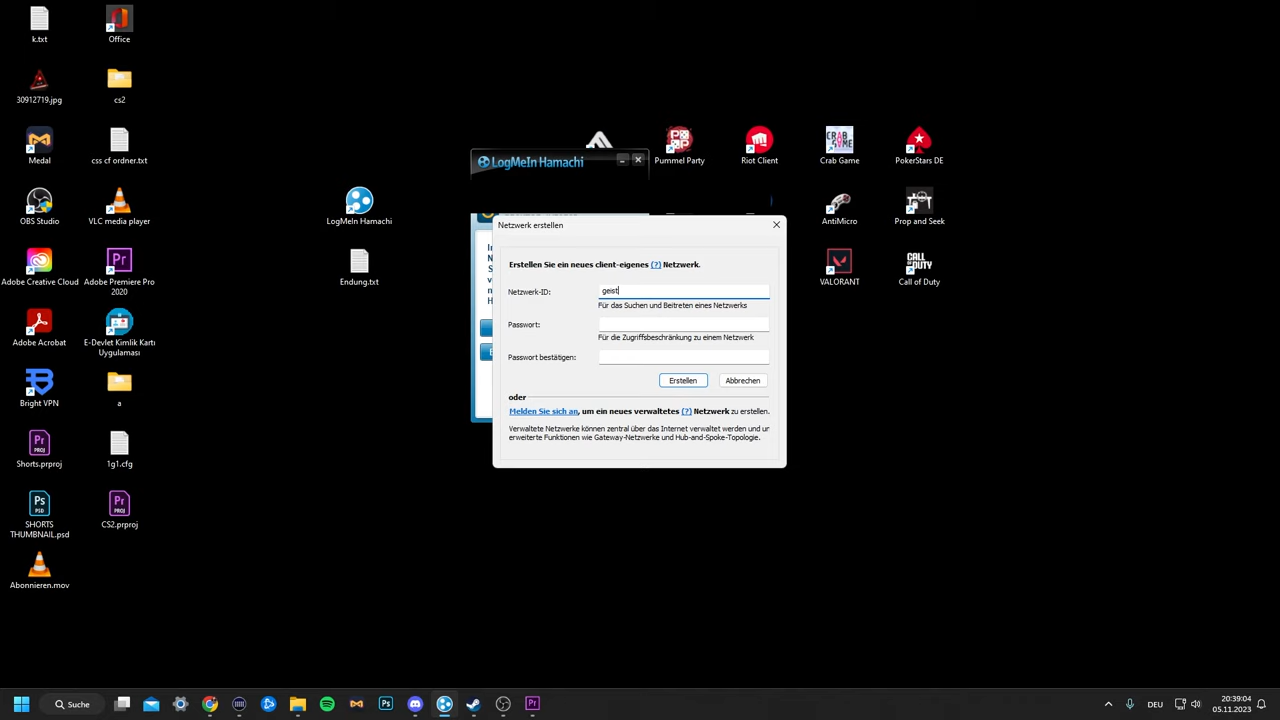 k.txt
Office
30912719.jpg
cs2
Medal
css cf ordner.txt
Pummel Party
Riot Client
Crab Game
PokerStars DE
LogMeIn Hamachi
OBS Studio
VLC media player
LogMeIn Hamachi
AntiMicro
Prop and Seek
Netzwerk erstellen
Erstellen Sie ein neues client-eigenes (?) Netzwerk.
Netzwerk-ID:
geist
Für das Suchen und Beitreten eines Netzwerks
Passwort:
Für die Zugriffsbeschränkung zu einem Netzwerk
Passwort bestätigen:
Erstellen
Abbrechen
oder
Melden Sie sich an, um ein neues verwaltetes (?) Netzwerk zu erstellen.
Verwaltete Netzwerke können zentral über das Internet verwaltet werden und ur
erweiterte Funktionen wie Gateway-Netzwerke und Hub-and-Spoke-Topologie.
Adobe Creative Cloud
Adobe Premiere Pro
2020
Endung.txt
VALORANT
CALL OF DUTY
Call of Duty
Adobe Acrobat
E-Devlet Kimlik Kartı
Uygulaması
Bright VPN
a
Shorts.prproj
1g1.cfg
SHORTS
THUMBNAIL.psd
CS2.prproj
Abonnieren.mov
Suche
DEU
20:39:04
05.11.2023